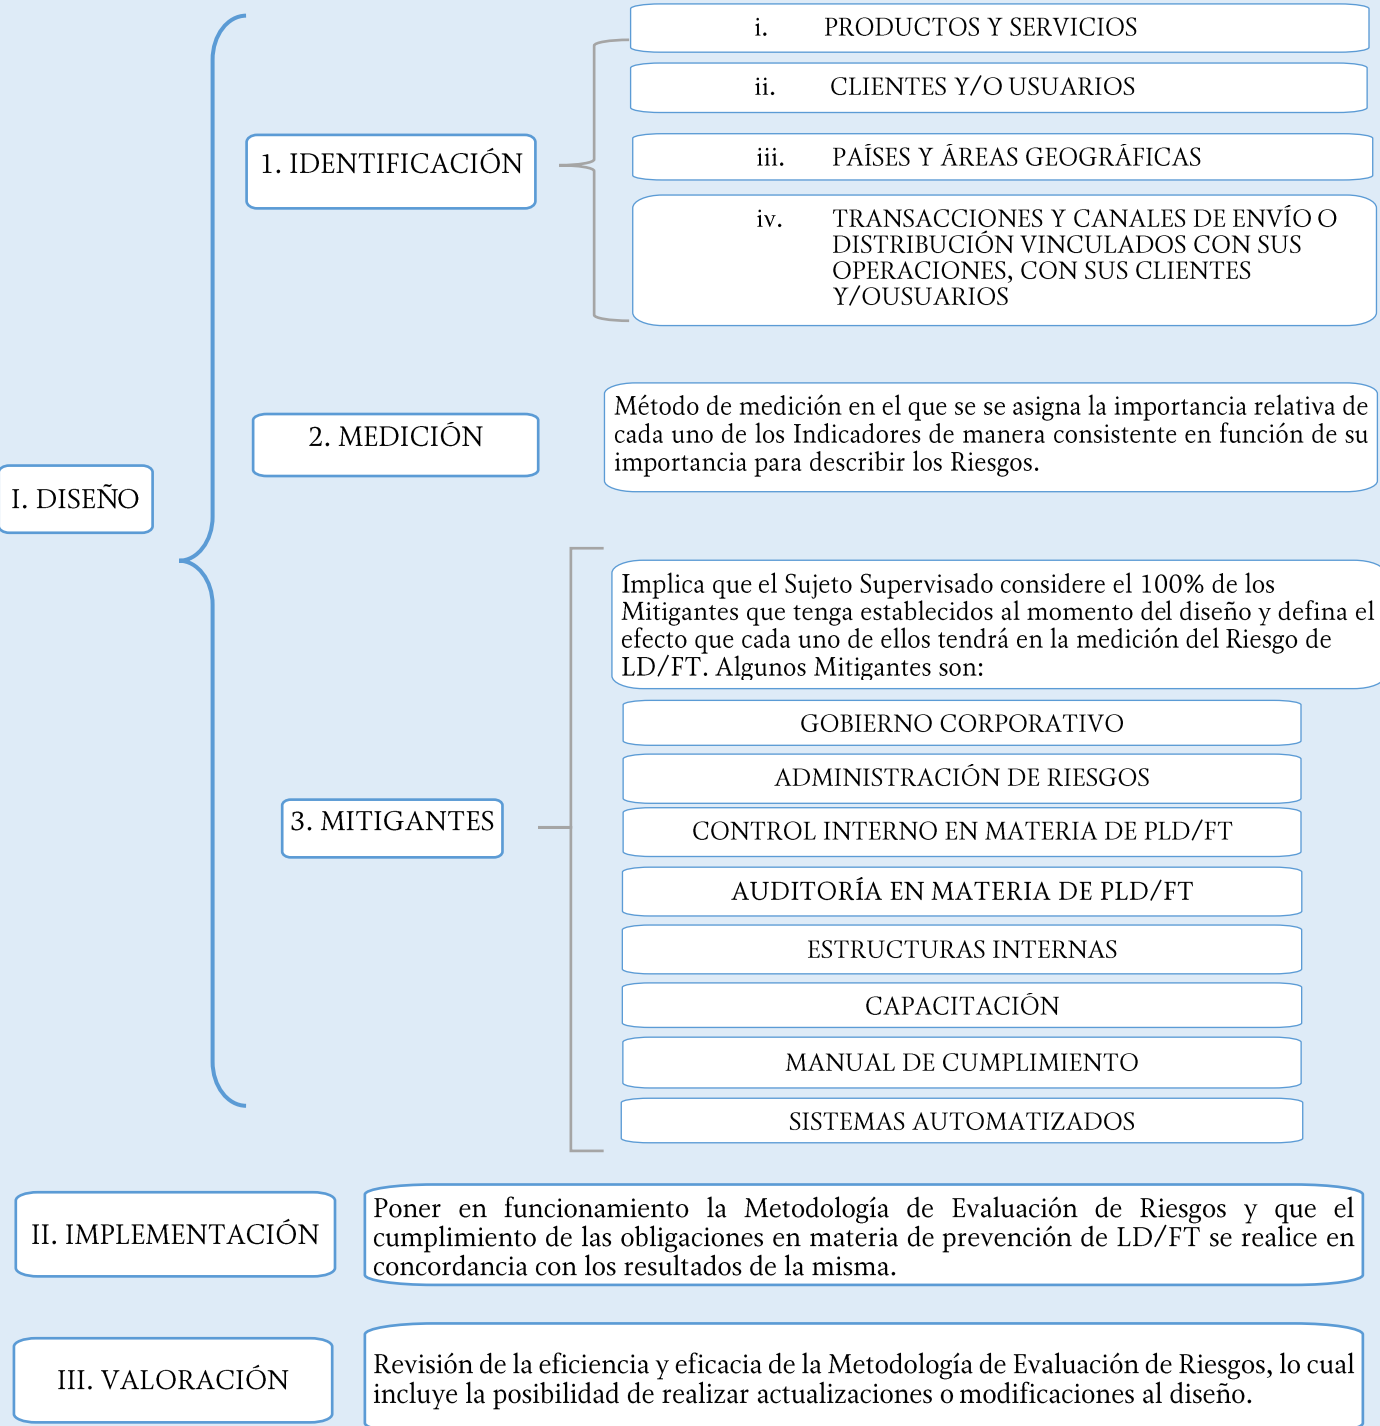 i. PRODUCTOS Y SERVICIOS
ii. CLIENTES Y/O USUARIOS
1. IDENTIFICACIÓN
iii. PAÍSES Y ÁREAS GEOGRÁFICAS
iv. TRANSACCIONES Y CANALES DE ENVÍO O
DISTRIBUCIÓN VINCULADOS CON SUS
OPERACIONES, CON SUS CLIENTES
Y/OUSUARIOS
2. MEDICIÓN
Método de medición en el que se se asigna la importancia relativa de
cada uno de los Indicadores de manera consistente en función de su
importancia para describir los Riesgos.
I. DISEÑO
Implica que el Sujeto Supervisado considere el 100% de los
Mitigantes que tenga establecidos al momento del diseño y defina el
efecto que cada uno de ellos tendrá en la medición del Riesgo de
LD/FT. Algunos Mitigantes son:
3. MITIGANTES
GOBIERNO CORPORATIVO
ADMINISTRACIÓN DE RIESGOS
CONTROL INTERNO EN MATERIA DE PLD/FT
AUDITORÍA EN MATERIA DE PLD/FT
ESTRUCTURAS INTERNAS
CAPACITACIÓN
MANUAL DE CUMPLIMIENTO
SISTEMAS AUTOMATIZADOS
II. IMPLEMENTACIÓN
Poner en funcionamiento la Metodología de Evaluación de Riesgos y que el
cumplimiento de las obligaciones en materia de prevención de LD/FT se realice en
concordancia con los resultados de la misma.
III. VALORACIÓN
Revisión de la eficiencia y eficacia de la Metodología de Evaluación de Riesgos, lo cual
incluye la posibilidad de realizar actualizaciones o modificaciones al diseño.